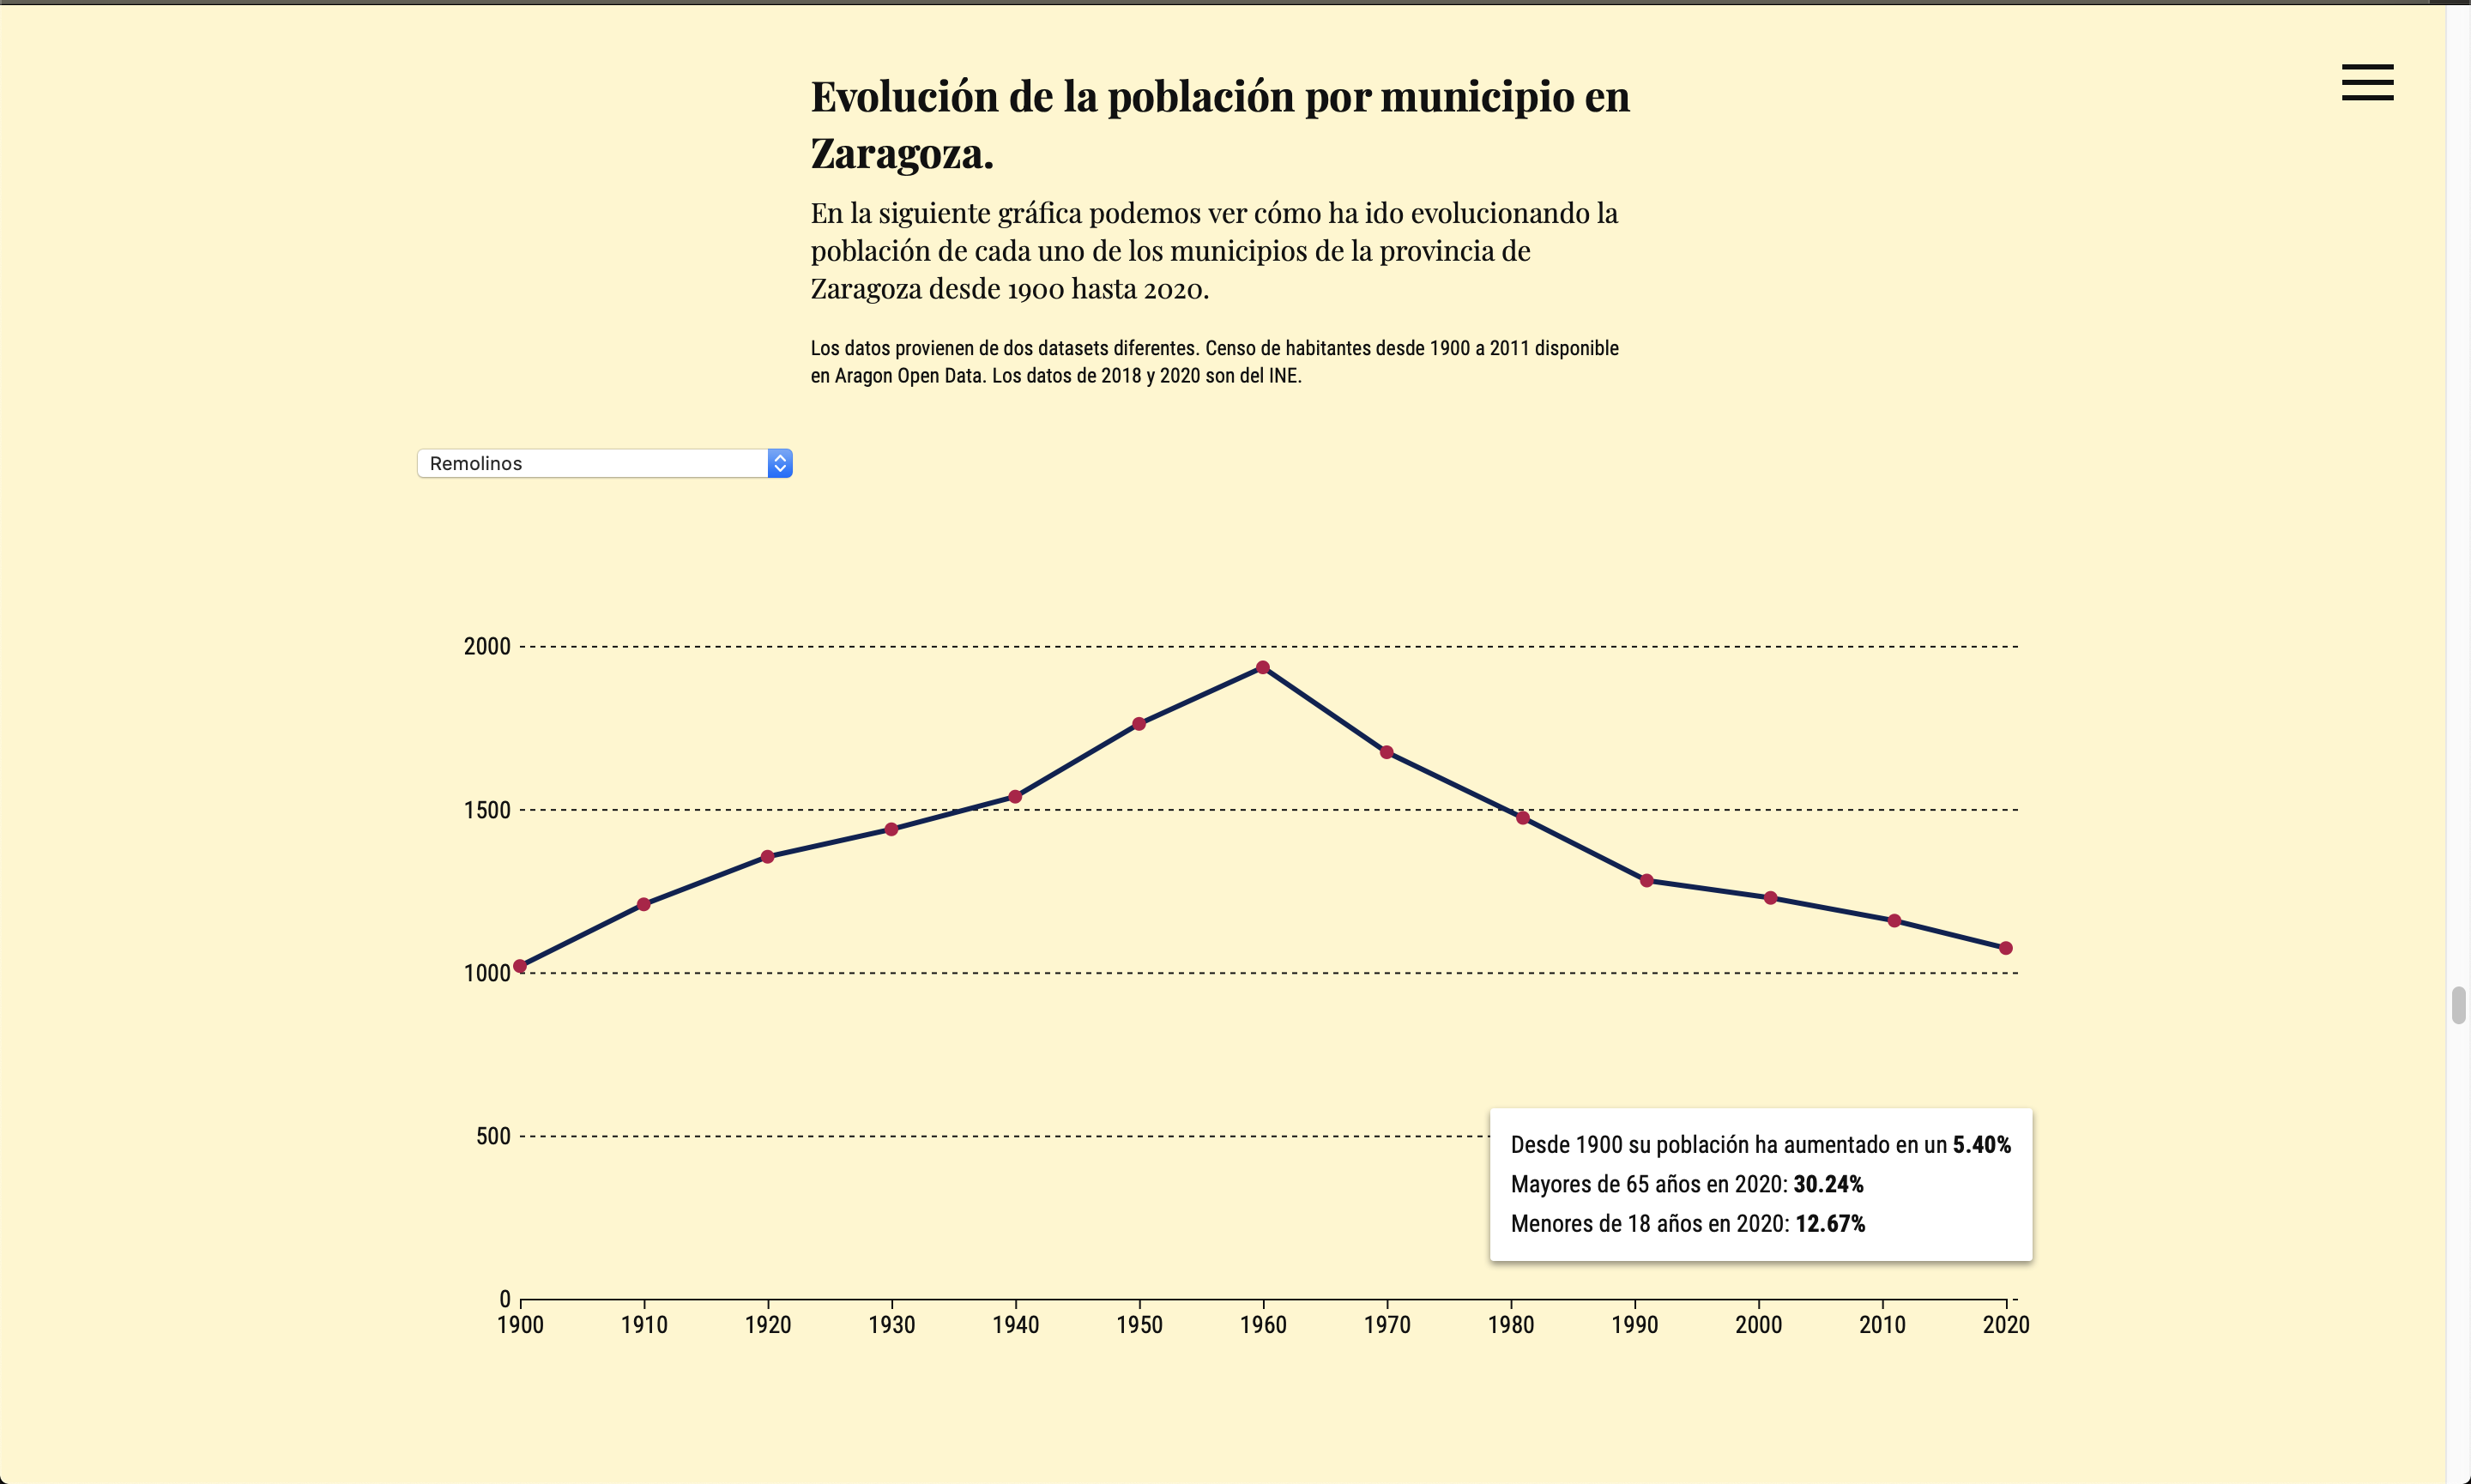 Evolución de la población por municipio en
Zaragoza.
En la siguiente gráfica podemos ver cómo ha ido evolucionando la
población de cada uno de los municipios de la provincia de
Zaragoza desde 1900 hasta 2020.
Los datos provienen de dos datasets diferentes. Censo de habitantes desde 1900 a 2011 disponible
en Aragon Open Data. Los datos de 2018 y 2020 son del INE.
Remolinos
2000
1500
1000
500
Desde 1900 su población ha aumentado en un 5.40%
Mayores de 65 años en 2020: 30.24%
Menores de 18 años en 2020: 12.67%
0
1900 1910 1920 1930 1940 1950 1960 1970 1980 1990 2000 2010 2020